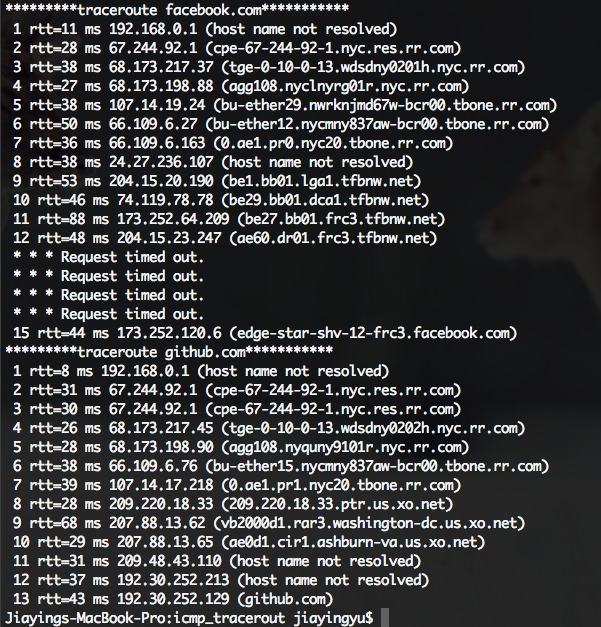 *********traceroute facebook.com***********
1 rtt=11 ms 192.168.0.1 (host name not resolved)
2 rtt=28 ms 67.244.92.1 (cpe-67-244-92-1.nyc.res.rr.com)
3 rtt=38 ms 68.173.217.37 (tge-0-10-0-13.wdsdny0201h.nyc.rr.com)
4 rtt=27 ms 68.173.198.88 (agg108.nyclnyrg01r.nyc.rr.com)
5 rtt=38 ms 107.14.19.24 (bu-ether29.nwrknjmd67w-bcr00.tbone.rr.com)
6 rtt=50 ms 66.109.6.27 (bu-ether12.nycmny837aw-bcr00.tbone.rr.com)
7 rtt=36 ms 66.109.6.163 (0.ae1.pr0.nyc20.tbone.rr.com)
8 rtt=38 ms 24.27.236.107 (host name not resolved)
9 rtt=53 ms 204.15.20.190 (be1.bb01.lga1.tfbnw.net)
10 rtt=46 ms 74.119.78.78 (be29.bb01.dca1.tfbnw.net)
11 rtt=88 ms 173.252.64.209 (be27.bb01.frc3.tfbnw.net)
12 rtt=48 ms 204.15.23.247 (ae60.dr01.frc3.tfbnw.net)
* * * Request timed out.
* * * Request timed out.
* * * Request timed out.
* * * Request timed out.
15 rtt=44 ms 173.252.120.6 (edge-star-shv-12-frc3.facebook.com)
*********traceroute github.com***********
1 rtt=8 ms 192.168.0.1 (host name not resolved)
2 rtt=31 ms 67.244.92.1 (cpe-67-244-92-1.nyc.res.rr.com)
3 rtt=30 ms 67.244.92.1 (cpe-67-244-92-1.nyc.res.rr.com)
4 rtt=26 ms 68.173.217.45 (tge-0-10-0-13.wdsdny0202h.nyc.rr.com)
5 rtt=28 ms 68.173.198.90 (agg108.nyquny9101r.nyc.rr.com)
6 rtt=38 ms 66.109.6.76 (bu-ether15.nycmny837aw-bcr00.tbone.rr.com)
7 rtt=39 ms 107.14.17.218 (0.ae1.pr1.nyc20.tbone.rr.com)
8 rtt=28 ms 209.220.18.33 (209.220.18.33.ptr.us.xo.net)
9 rtt=68 ms 207.88.13.62 (vb2000d1.rar3.washington-dc.us.xo.net)
10 rtt=29 ms 207.88.13.65 (ae0d1.cir1.ashburn-va.us.xo.net)
11 rtt=31 ms 209.48.43.110 (host name not resolved)
12 rtt=37 ms 192.30.252.213 (host name not resolved)
13 rtt=43 ms 192.30.252.129 (github.com)
Jiayings-MacBook-Pro:icmp_tracerout jiayingyu$